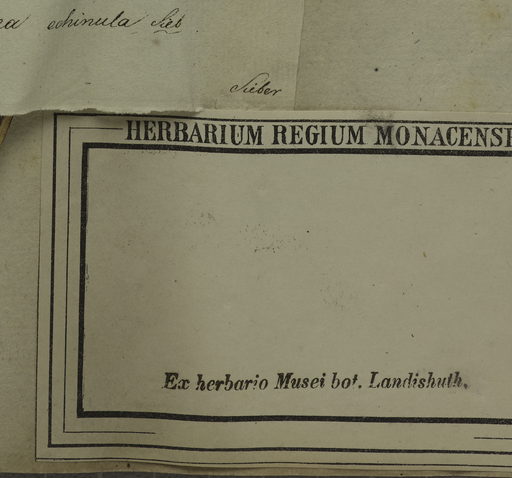 echinula Sieb
Sieber
HERBARIUM REGIUM MONACENSE
Ex herbario Musei bot. Landishuth.